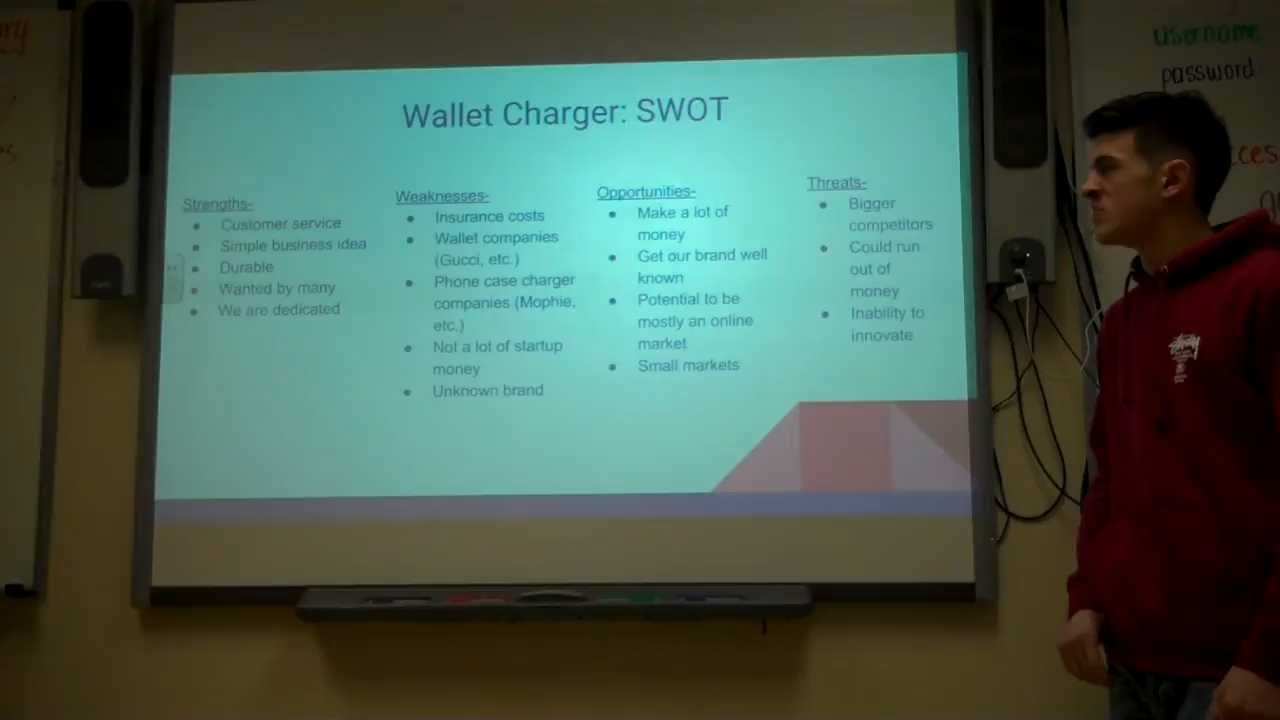 Wallet Charger: SWOT
Strengths-
Customer service
Simple business idea
Durable
Wanted by many
We are dedicated
Weaknesses-
Insurance costs
Wallet companies
(Gucci, etc.)
Phone case charger
companies (Mophie,
etc.)
Not a lot of startup
money
Unknown brand
Opportunities-
Make a lot of
money
Get our brand well
known
Potential to be
mostly an online
market
Small markets
Threats-
Bigger
competitors
Could run
out of
money
Inability to
innovate
username
password